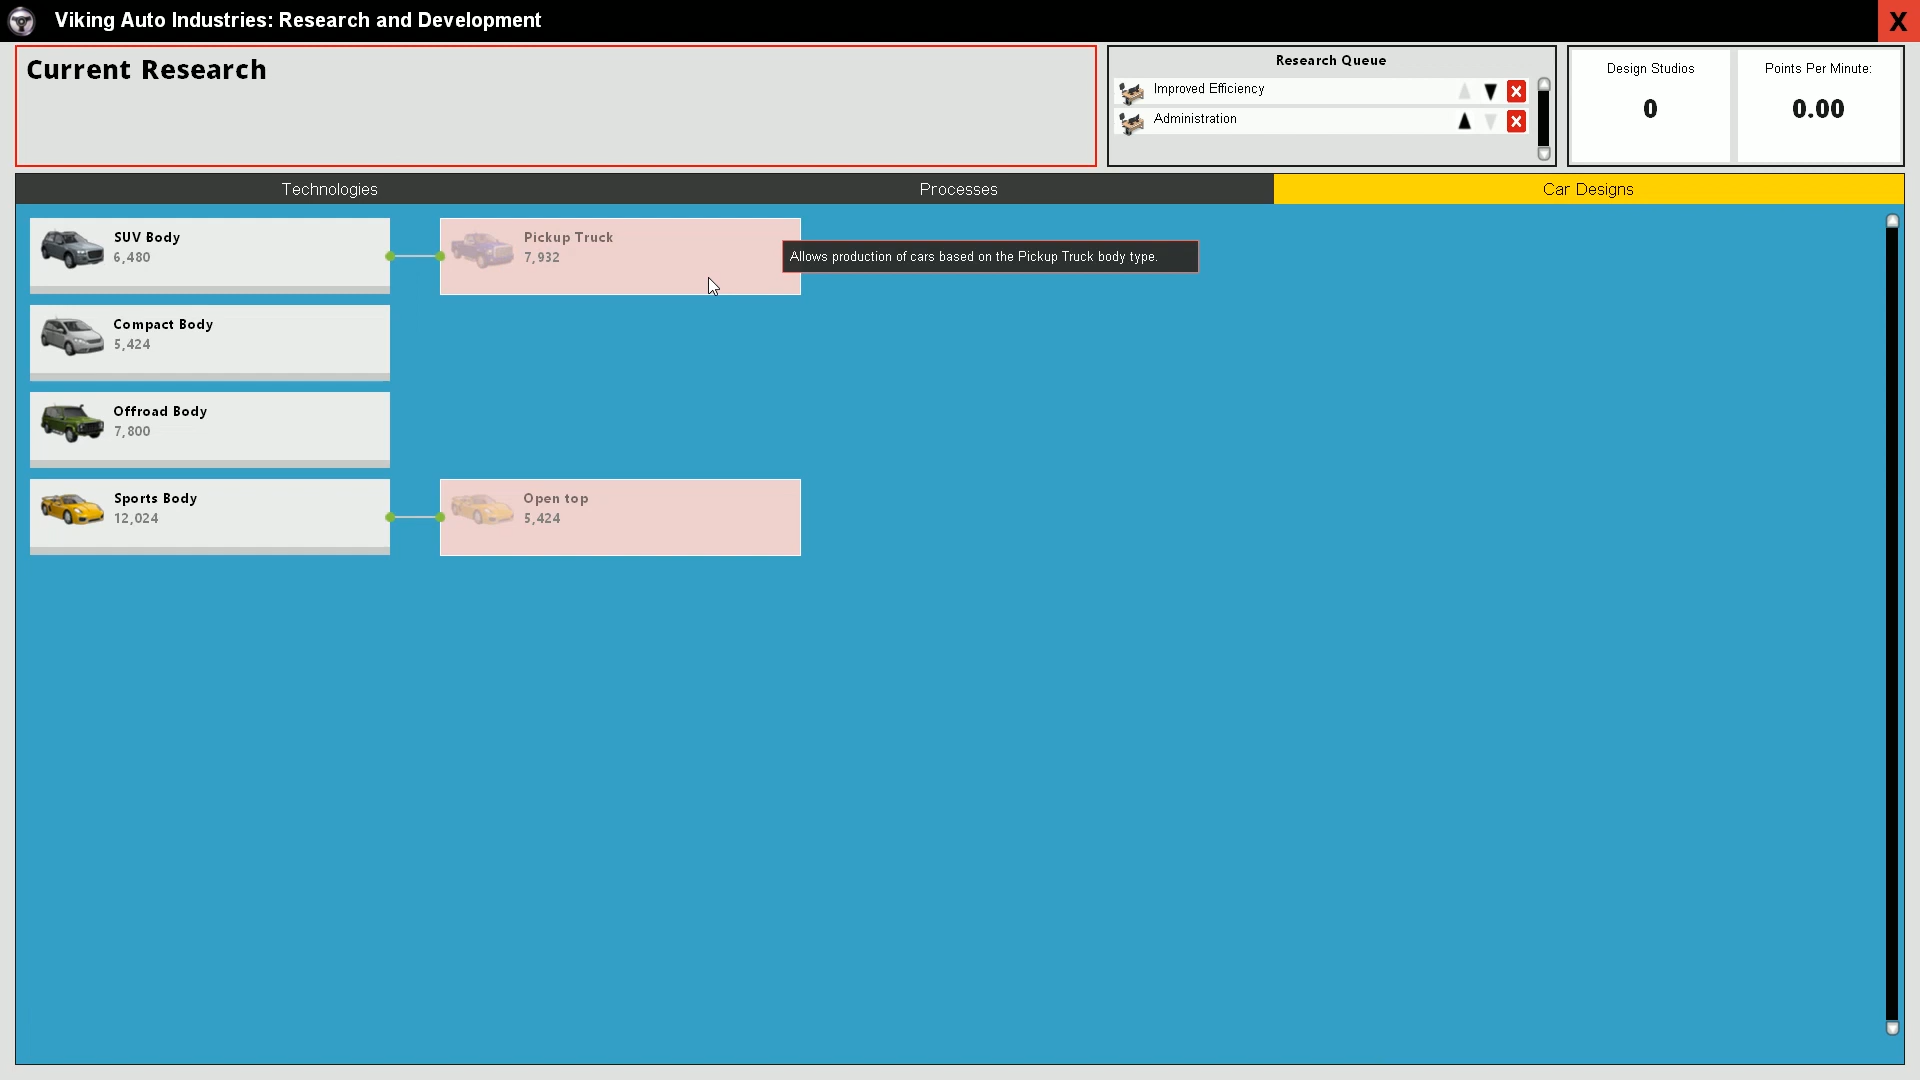 Viking Auto Industries: Research and Development
X
Current Research
Research Queue
Improved Efficiency
Administration
Design Studios
0
Points Per Minute:
0.00
Technologies
Processes
Car Designs
SUV Body
6,480
Pickup Truck
7,932
Allows production of cars based on the Pickup Truck body type.
Compact Body
5,424
Offroad Body
7,800
Sports Body
12,024
Open top
5,424